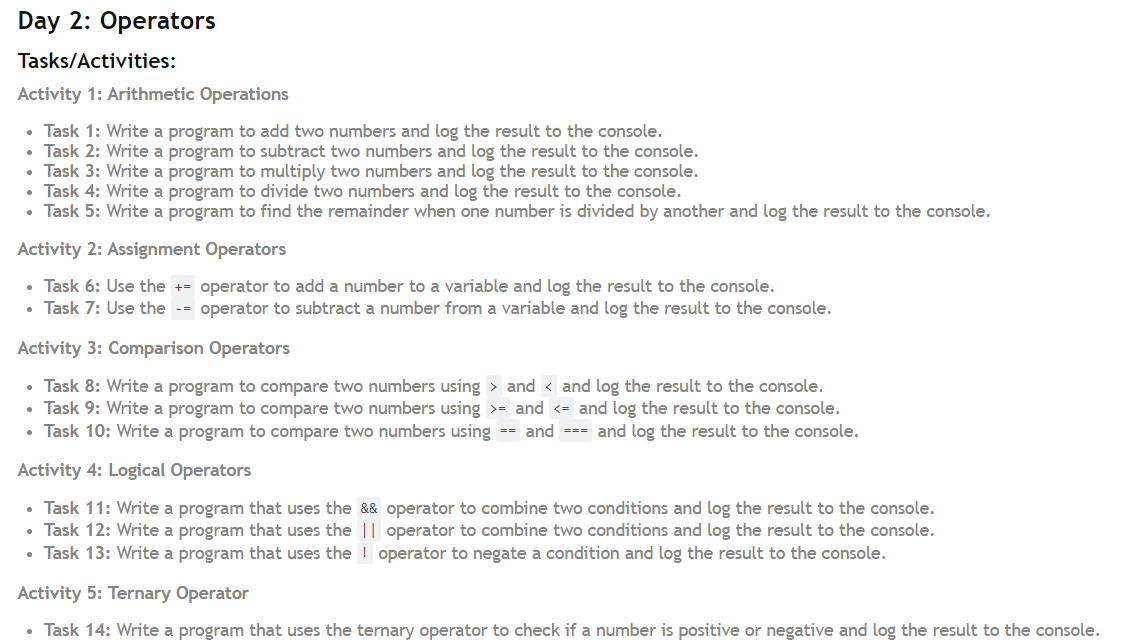 Day 2: Operators
Tasks/Activities:
Activity 1: Arithmetic Operations
• Task 1: Write a program to add two numbers and log the result to the console.
• Task 2: Write a program to subtract two numbers and log the result to the console.
• Task 3: Write a program to multiply two numbers and log the result to the console.
• Task 4: Write a program to divide two numbers and log the result to the console.
• Task 5: Write a program to find the remainder when one number is divided by another and log the result to the console.
Activity 2: Assignment Operators
• Task 6: Use the += operator to add a number to a variable and log the result to the console.
• Task 7: Use the -= operator to subtract a number from a variable and log the result to the console.
Activity 3: Comparison Operators
• Task 8: Write a program to compare two numbers using > and < and log the result to the console.
• Task 9: Write a program to compare two numbers using >= and <= and log the result to the console.
• Task 10: Write a program to compare two numbers using == and === and log the result to the console.
Activity 4: Logical Operators
• Task 11: Write a program that uses the && operator to combine two conditions and log the result to the console.
• Task 12: Write a program that uses the || operator to combine two conditions and log the result to the console.
• Task 13: Write a program that uses the ! operator to negate a condition and log the result to the console.
Activity 5: Ternary Operator
• Task 14: Write a program that uses the ternary operator to check if a number is positive or negative and log the result to the console.